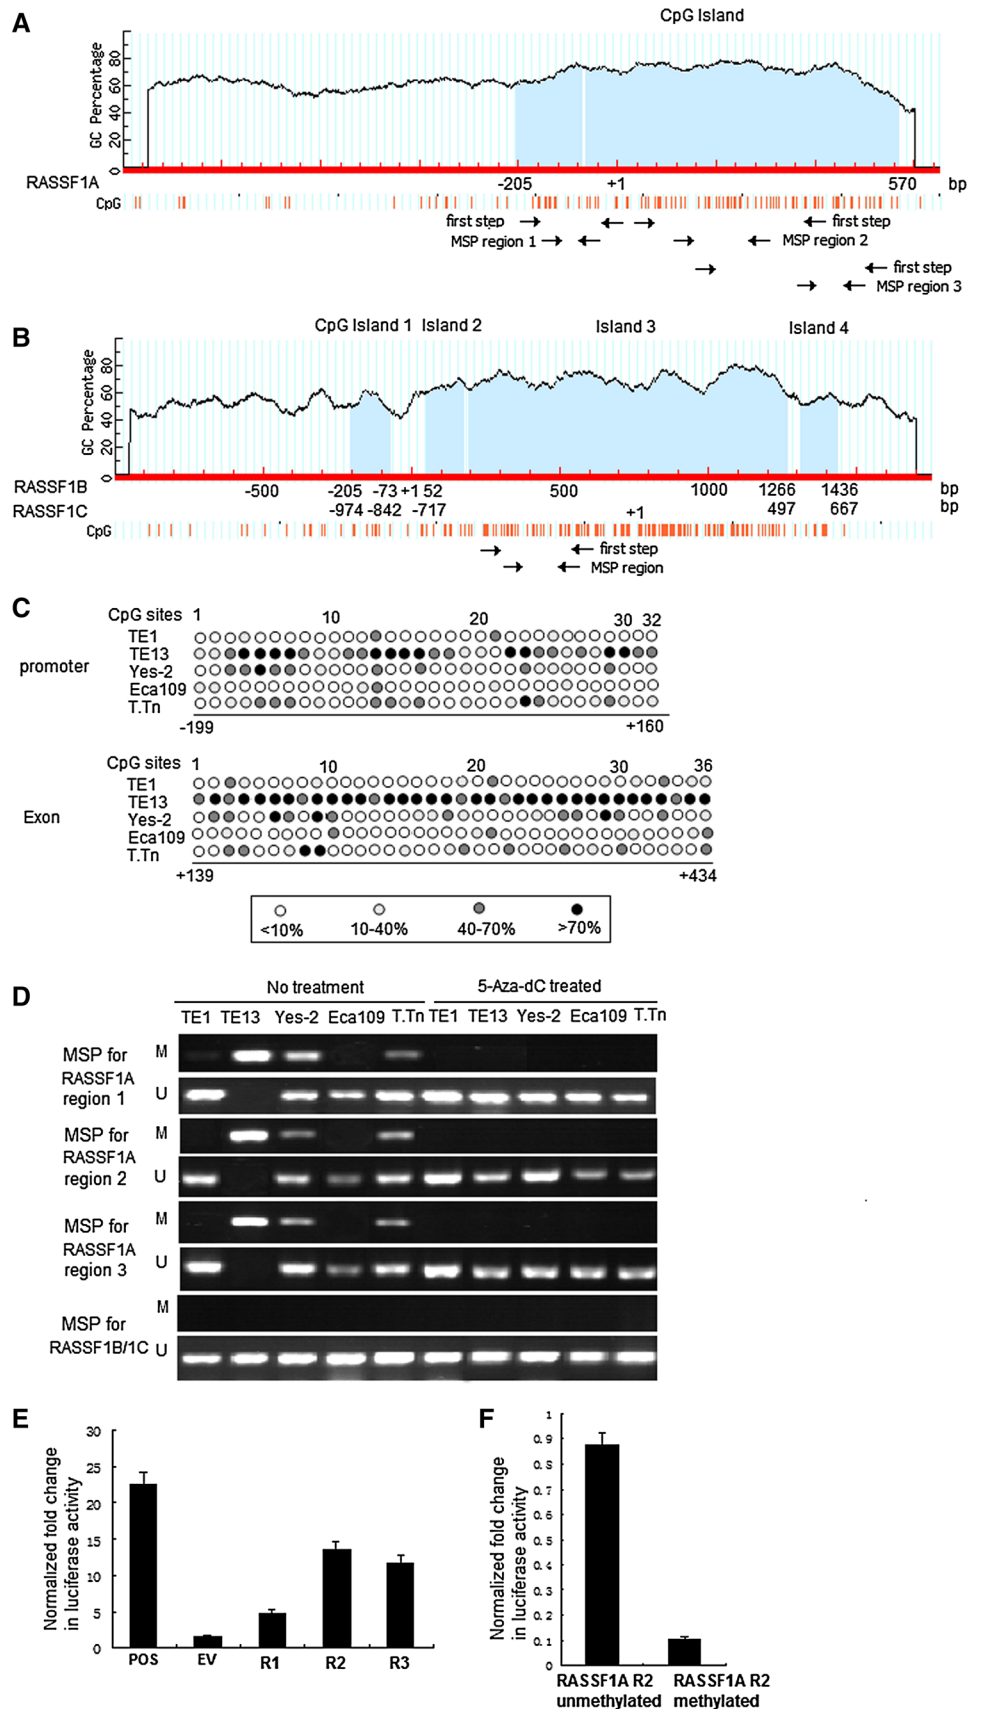 A
CpG Island
GC Percentage
80
60
40
20
0
RASSF1A
-205
+1
570
bp
CpG
first step
first step
MSP region 1
MSP region 2
first step
MSP region 3
B
CpG Island 1
Island 2
Island 3
Island 4
GC Percentage
80
60
40
20
0
RASSF1B
-500
-205
-73
+1
52
500
1000
1266
1436
bp
RASSF1C
-974
-842
-717
+1
497
667
bp
CpG
first step
MSP region
C
CpG sites
1
10
20
30
32
promoter
TE1
TE13
Yes-2
Eca109
T.Tn
-199
+160
CpG sites
1
10
20
30
36
Exon
TE1
TE13
Yes-2
Eca109
T.Tn
+139
+434
<10%
10-40%
40-70%
>70%
D
No treatment
5-Aza-dC treated
TE1 TE13 Yes-2 Eca109 T.Tn TE1 TE13 Yes-2 Eca109 T.Tn
MSP for
RASSF1A
region 1
M
U
MSP for
RASSF1A
region 2
M
U
MSP for
RASSF1A
region 3
M
U
MSP for
RASSF1B/1C
M
U
E
Normalized fold change
in luciferase activity
30
25
20
15
10
5
0
POS
EV
R1
R2
R3
F
Normalized fold change
in luciferase activity
1
0.9
0.8
0.7
0.6
0.5
0.4
0.3
0.2
0.1
0
RASSF1A R2
unmethylated
RASSF1A R2
methylated